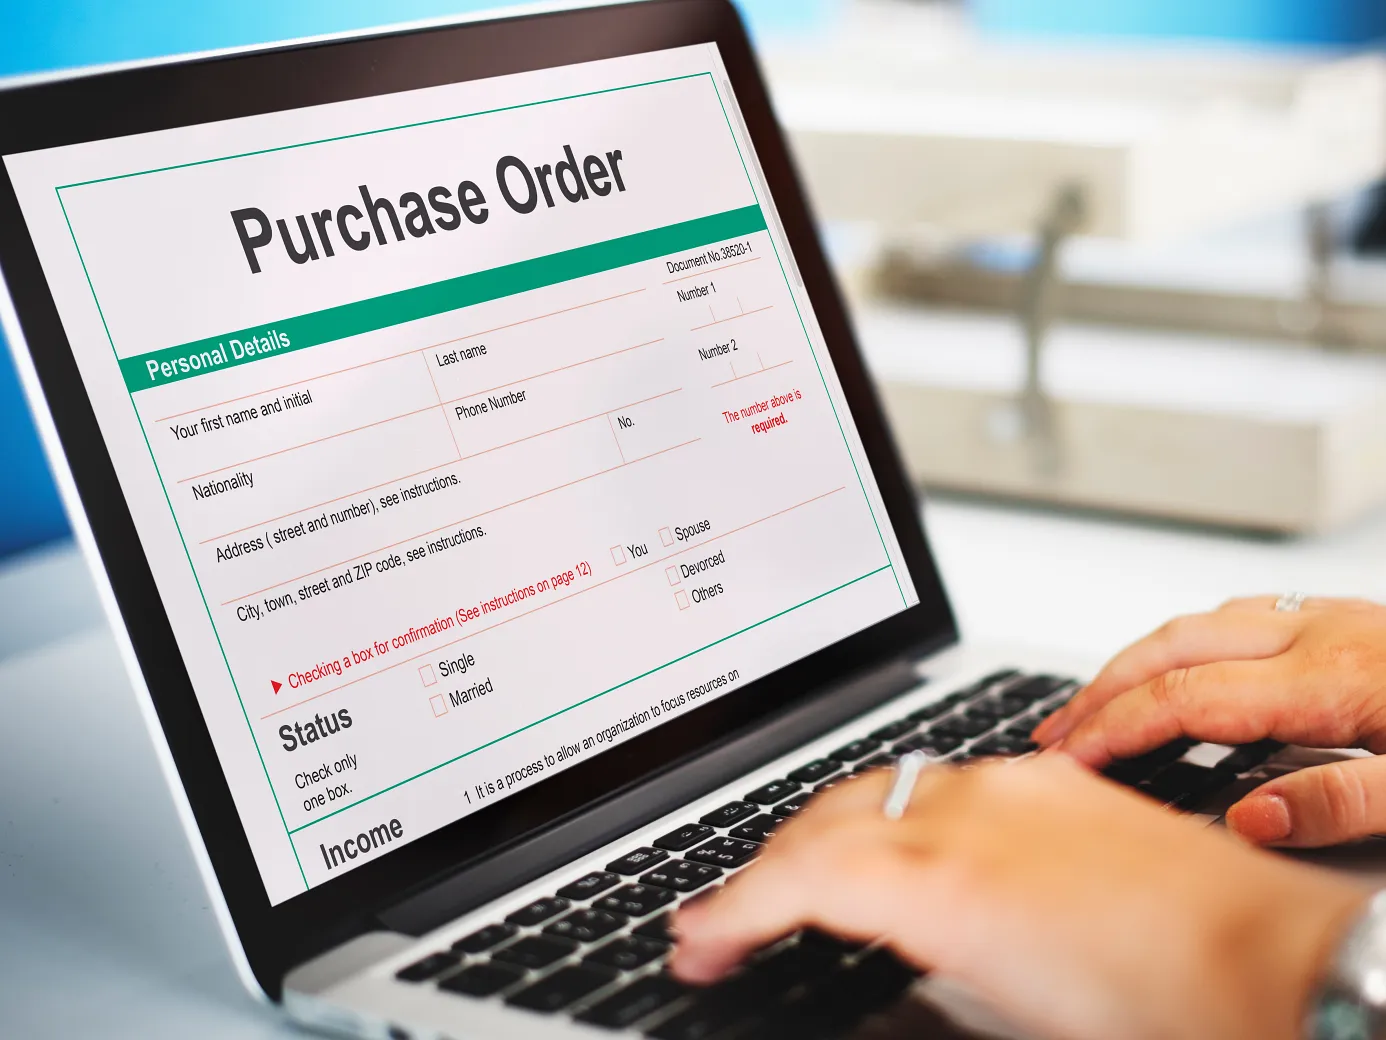 Purchase Order
Personal Details
Document No.38520-1
Your first name and initial
Last name
Number 1
Nationality
Phone Number
Number 2
Address ( street and number), see instructions.
No.
The number above is
required.
City, town, street and ZIP code, see instructions.
▶ Checking a box for confirmation (See instructions on page 12)
You
Spouse
Status
Single
Devorced
Married
Others
Check only
one box.
Income
1 It is a process to allow an organization to focus resources on